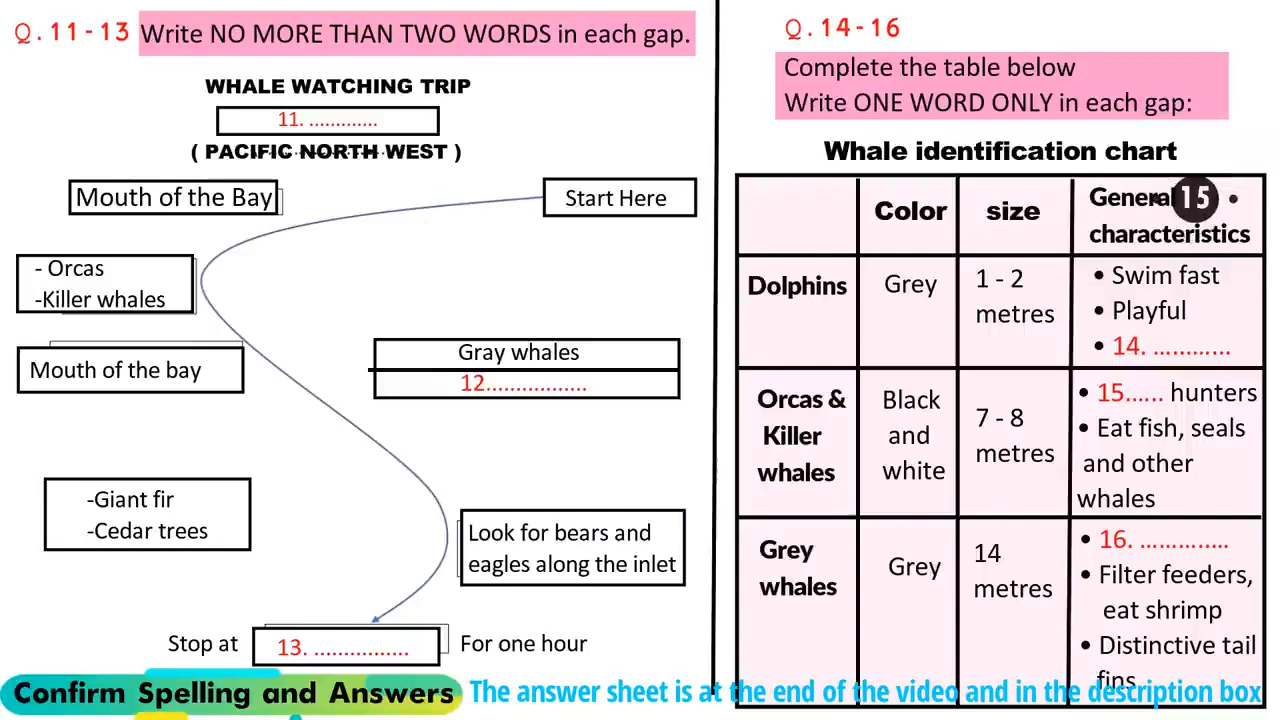 Q.11-13 Write NO MORE THAN TWO WORDS in each gap.
WHALE WATCHING TRIP
11. .............
( PACIFIC NORTH WEST )
Mouth of the Bay
Start Here
- Orcas
-Killer whales
Mouth of the bay
Gray whales
12.................
-Giant fir
-Cedar trees
Look for bears and
eagles along the inlet
Stop at 13. ................ For one hour
Q.14-16
Complete the table below
Write ONE WORD ONLY in each gap:
Whale identification chart
Color size General
characteristics
15
Dolphins Grey 1 - 2
metres
• Swim fast
• Playful
• 14. ............
Orcas &
Killer
whales
Black
and
white
7 - 8
metres
• 15...... hunters
• Eat fish, seals
and other
whales
Grey
whales
Grey
14
metres
• 16. ..............
• Filter feeders,
eat shrimp
• Distinctive tail
fins
Confirm Spelling and Answers The answer sheet is at the end of the video and in the description box